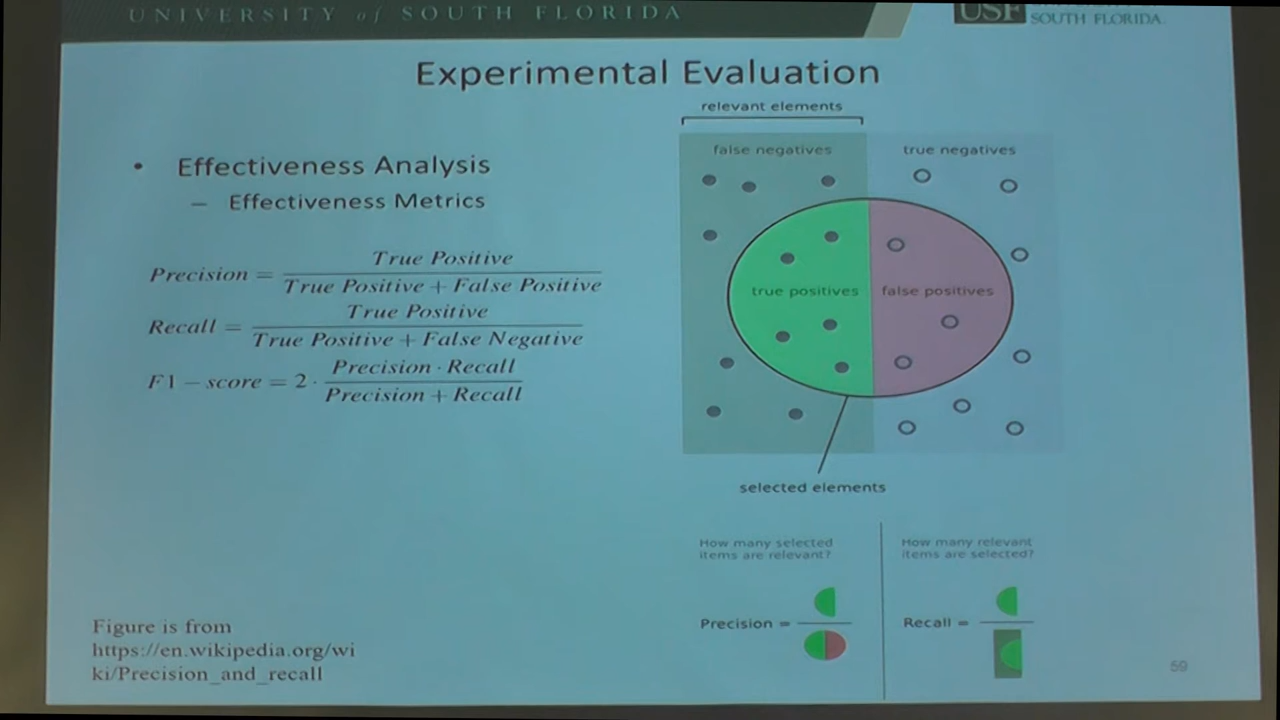 UNIVERSITY of SOUTH FLORIDA
USF
SOUTH FLORIDA
Experimental Evaluation
• Effectiveness Analysis
– Effectiveness Metrics
Precision = True Positive / True Positive + False Positive
Recall = True Positive / True Positive + False Negative
F1 − score = 2 · Precision · Recall / Precision + Recall
relevant elements
false negatives
true negatives
true positives
false positives
selected elements
How many selected
items are relevant?
How many relevant
items are selected?
Precision =
Recall =
Figure is from
https://en.wikipedia.org/wi
ki/Precision_and_recall
59